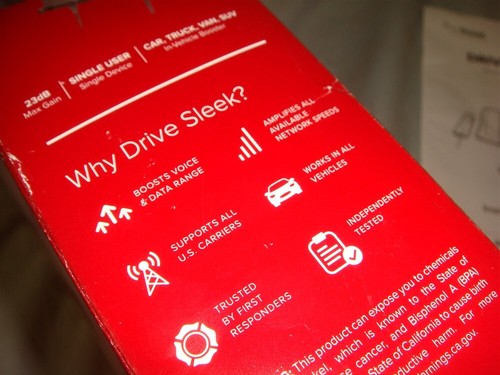 23dB
Max Gain
SINGLE USER
Single Device
CAR, TRUCK, VAN, SUV
In-Vehicle Booster
Why Drive Sleek?
BOOSTS VOICE
& DATA RANGE
AMPLIFIES ALL
AVAILABLE
NETWORK SPEEDS
SUPPORTS ALL
U.S. CARRIERS
WORKS IN ALL
VEHICLES
TRUSTED
BY FIRST
RESPONDERS
INDEPENDENTLY
TESTED
This product can expose you to chemicals
which is known to the State of
cancer, and Bisphenol A (BPA)
State of California to cause birth
harm. For more